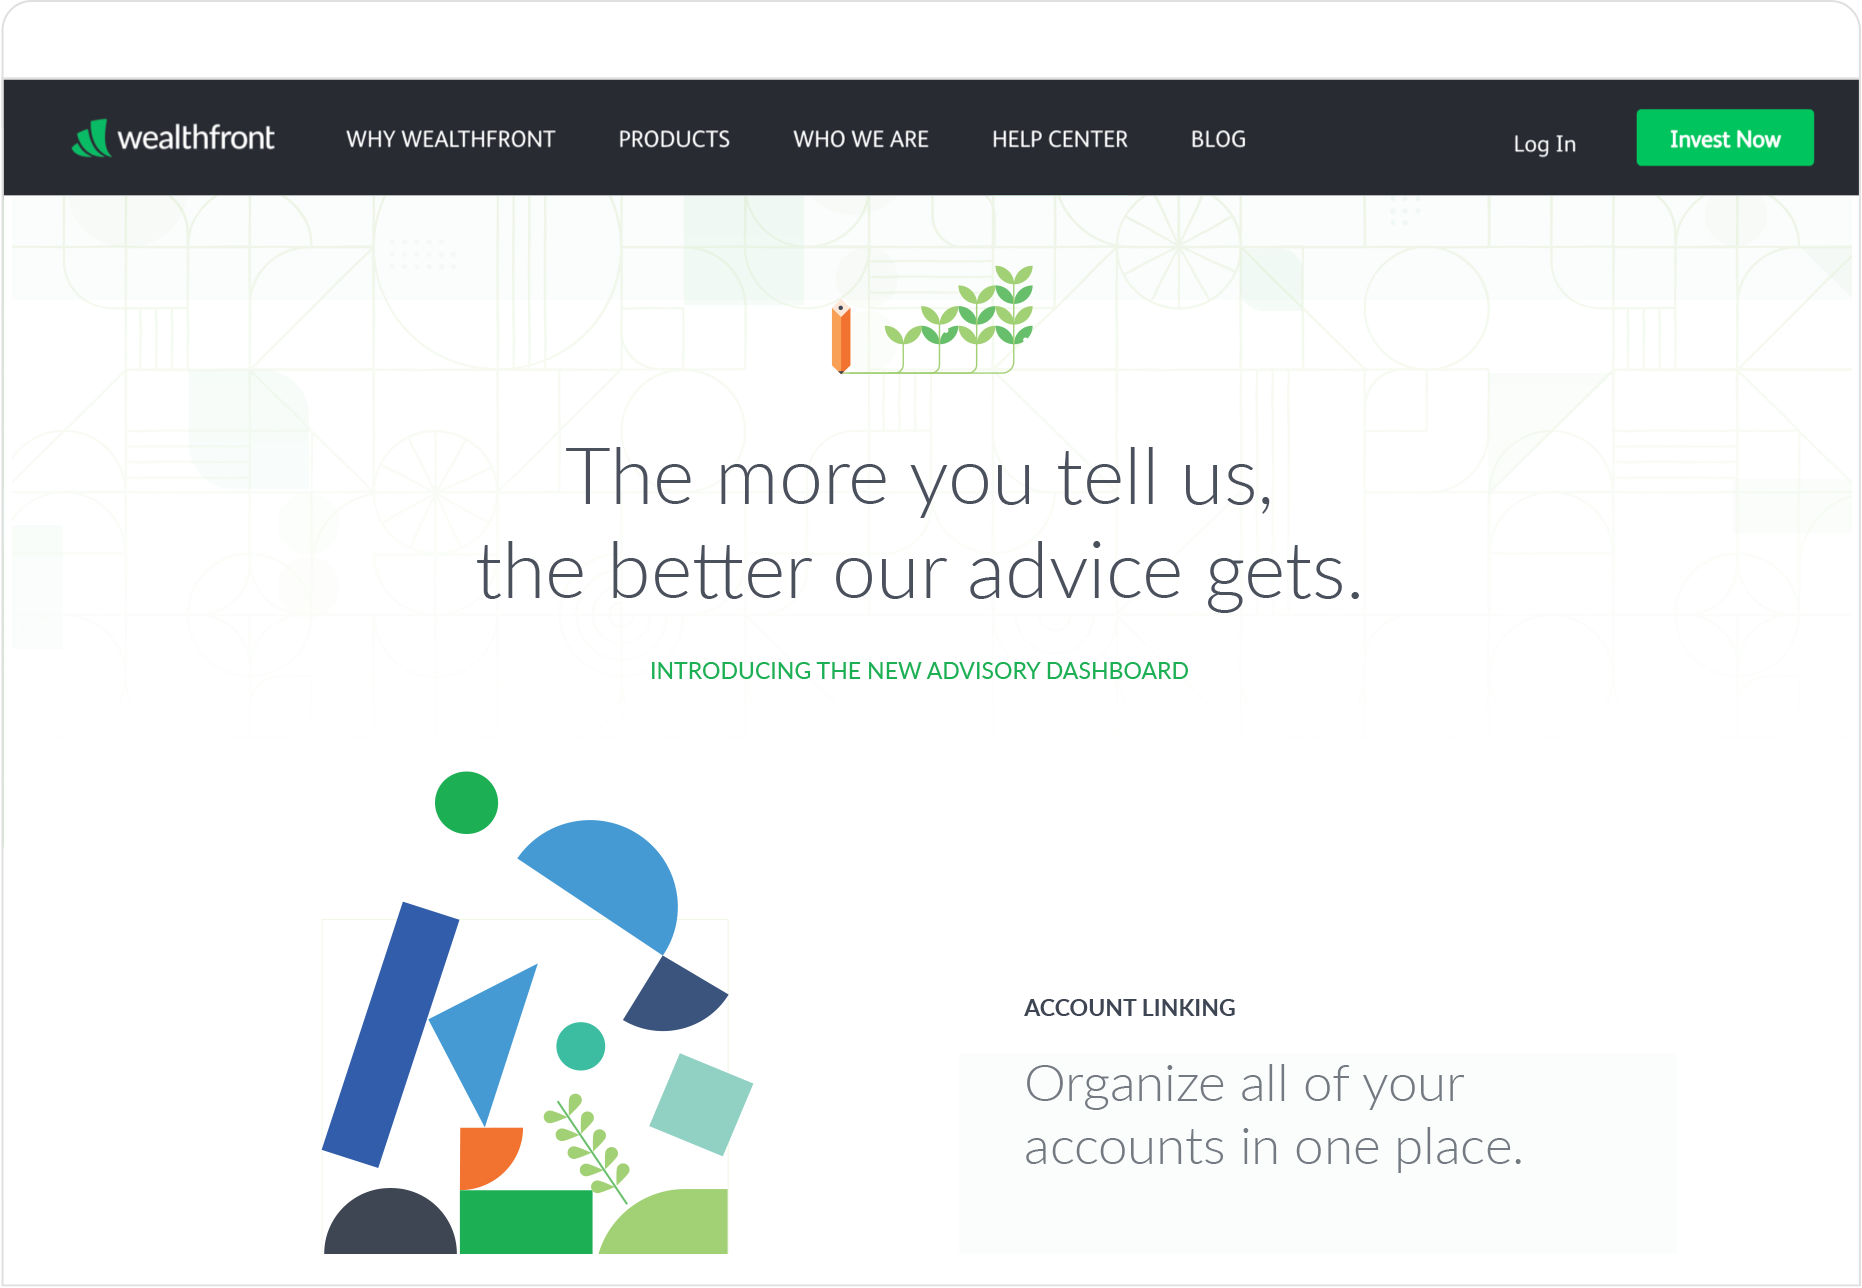 wealthfront WHY WEALTHFRONT PRODUCTS WHO WE ARE HELP CENTER BLOG Log In Invest Now
The more you tell us,
the better our advice gets.
INTRODUCING THE NEW ADVISORY DASHBOARD
ACCOUNT LINKING
Organize all of your
accounts in one place.